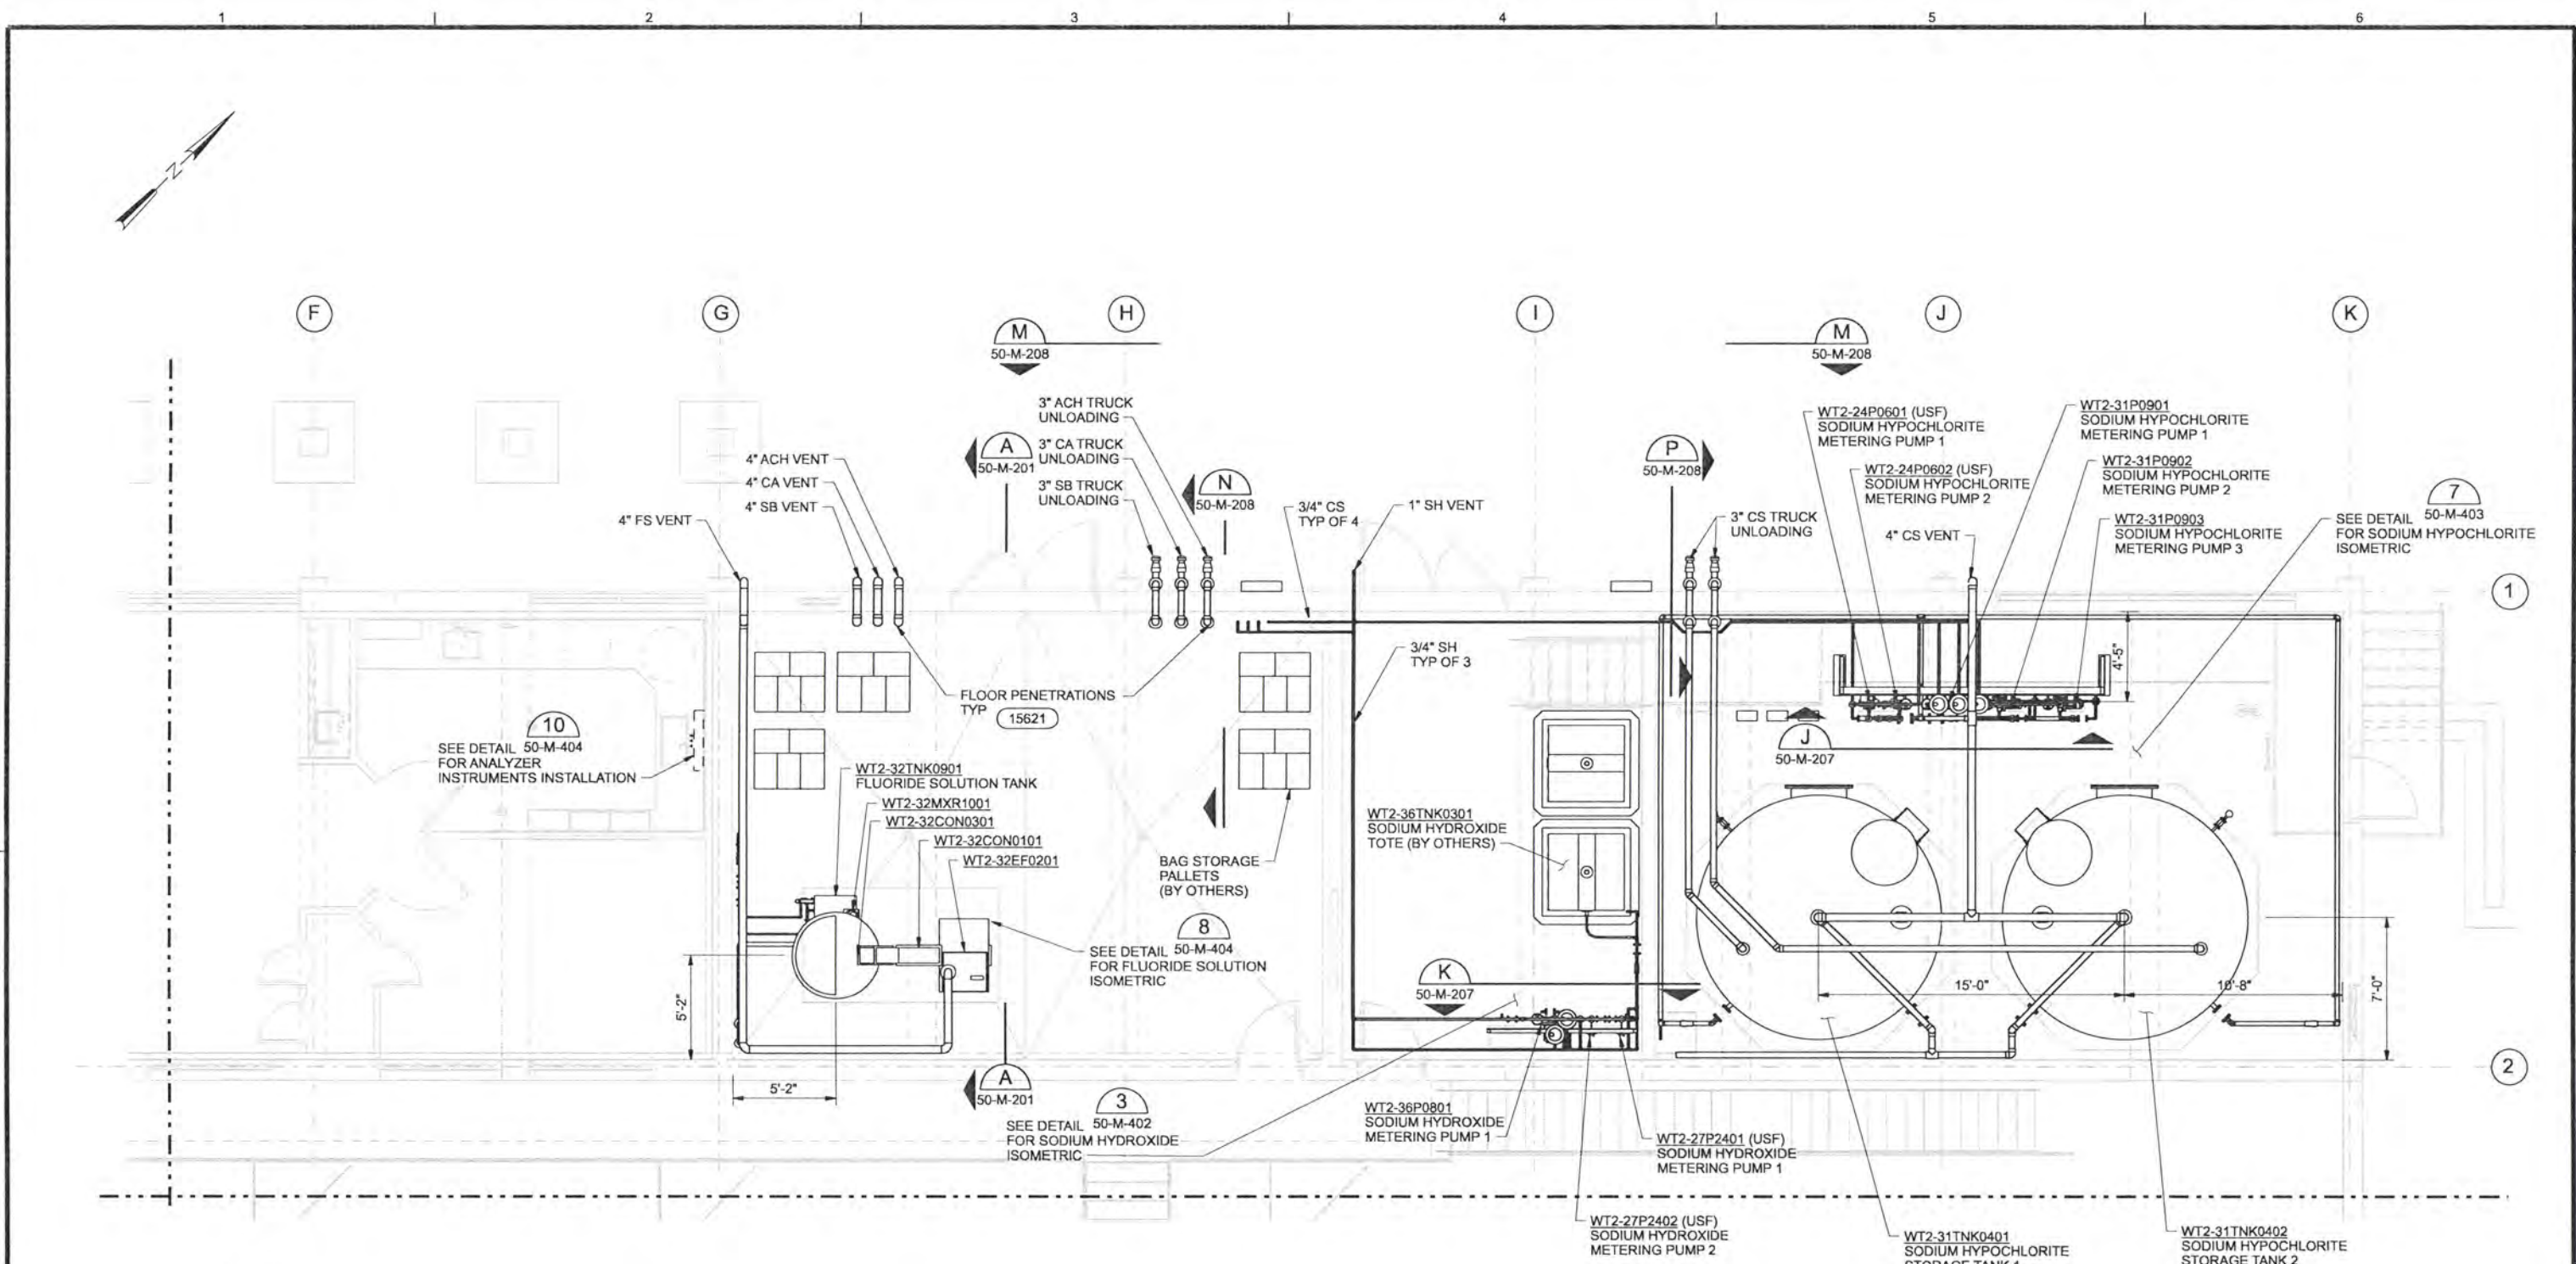 1
2
3
4
5
6
N
F
G
H
I
J
K
M
50-M-208
M
50-M-208
3" ACH TRUCK
UNLOADING
A
50-M-201
3" CA TRUCK
UNLOADING
3" SB TRUCK
UNLOADING
N
50-M-208
4" ACH VENT
4" CA VENT
4" SB VENT
4" FS VENT
3/4" CS
TYP OF 4
1" SH VENT
P
50-M-208
3" CS TRUCK
UNLOADING
WT2-24P0601 (USF)
SODIUM HYPOCHLORITE
METERING PUMP 1
WT2-24P0602 (USF)
SODIUM HYPOCHLORITE
METERING PUMP 2
4" CS VENT
WT2-31P0901
SODIUM HYPOCHLORITE
METERING PUMP 1
WT2-31P0902
SODIUM HYPOCHLORITE
METERING PUMP 2
WT2-31P0903
SODIUM HYPOCHLORITE
METERING PUMP 3
7
SEE DETAIL 50-M-403
FOR SODIUM HYPOCHLORITE
ISOMETRIC
1
3/4" SH
TYP OF 3
4'-5"
FLOOR PENETRATIONS
TYP 15621
10
SEE DETAIL 50-M-404
FOR ANALYZER
INSTRUMENTS INSTALLATION
J
50-M-207
WT2-32TNK0901
FLUORIDE SOLUTION TANK
WT2-32MXR1001
WT2-32CON0301
WT2-32CON0101
WT2-32EF0201
BAG STORAGE
PALLETS
(BY OTHERS)
WT2-36TNK0301
SODIUM HYDROXIDE
TOTE (BY OTHERS)
8
SEE DETAIL 50-M-404
FOR FLUORIDE SOLUTION
ISOMETRIC
K
50-M-207
5'-2"
15'-0"
10'-8"
7'-0"
2
5'-2"
A
50-M-201
3
SEE DETAIL 50-M-402
FOR SODIUM HYDROXIDE
ISOMETRIC
WT2-36P0801
SODIUM HYDROXIDE
METERING PUMP 1
WT2-27P2401 (USF)
SODIUM HYDROXIDE
METERING PUMP 1
WT2-27P2402 (USF)
SODIUM HYDROXIDE
METERING PUMP 2
WT2-31TNK0401
SODIUM HYPOCHLORITE
STORAGE TANK 1
WT2-31TNK0402
SODIUM HYPOCHLORITE
STORAGE TANK 2